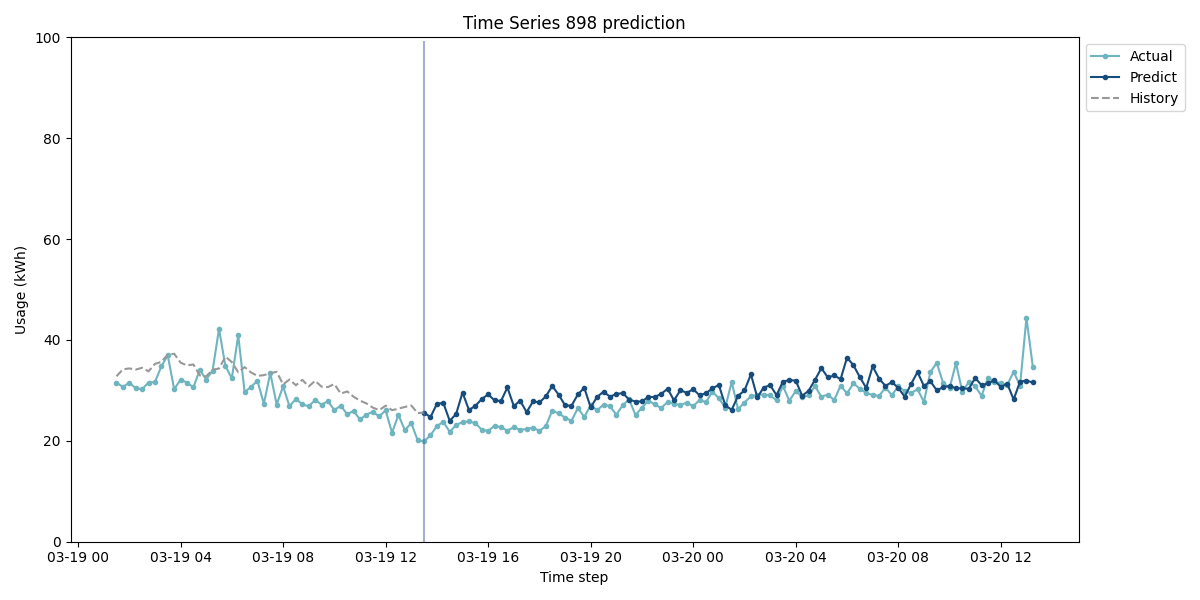 Time Series 898 prediction
Usage (kWh)
100
80
60
40
20
0
03-19 00
03-19 04
03-19 08
03-19 12
03-19 16
03-19 20
03-20 00
03-20 04
03-20 08
03-20 12
Time step
Actual
Predict
History